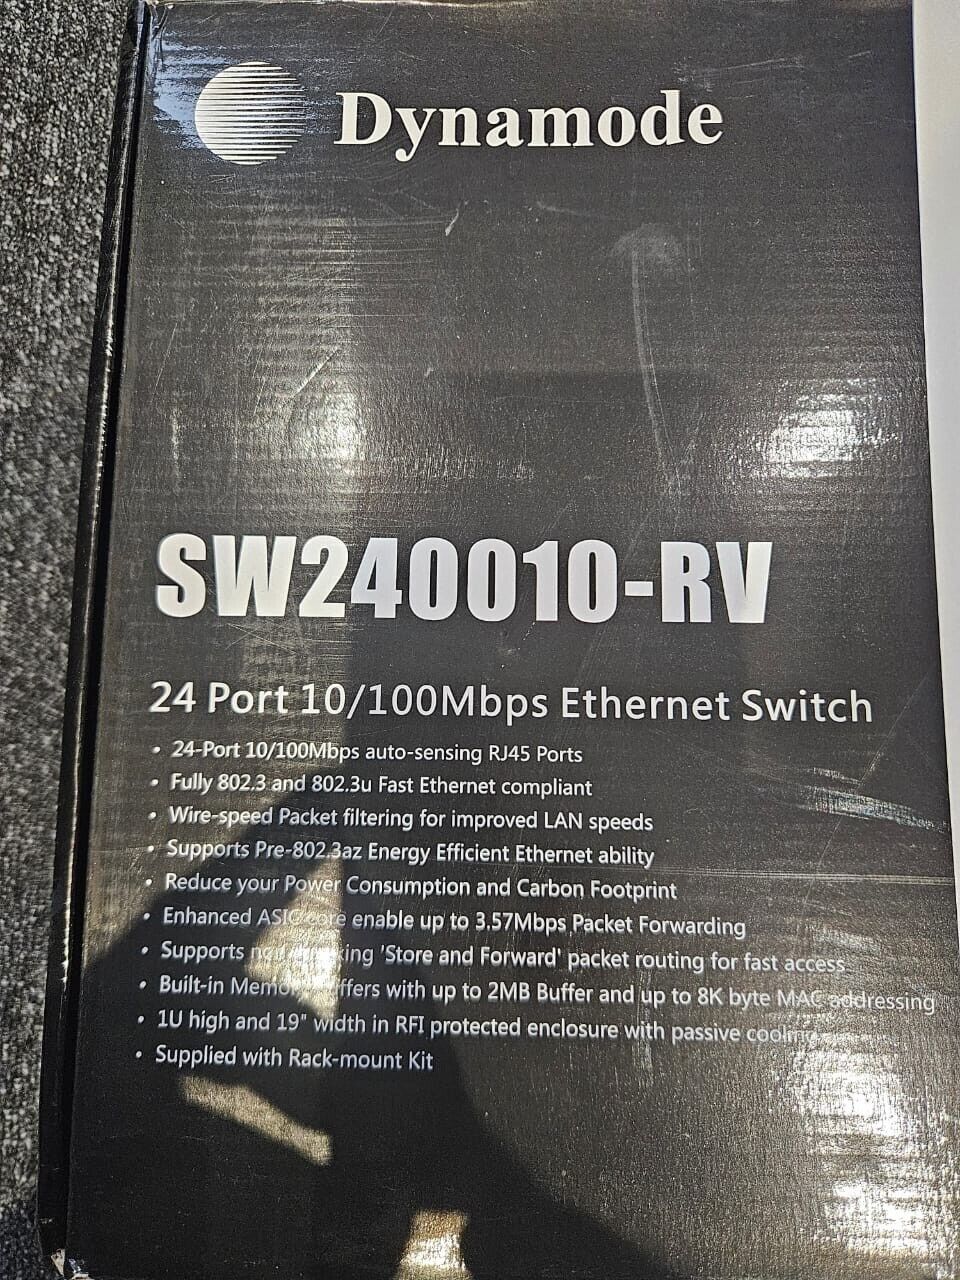 Dynamode
SW240010-RV
24 Port 10/100Mbps Ethernet Switch
• 24-Port 10/100Mbps auto-sensing RJ45 Ports
• Fully 802.3 and 802.3u Fast Ethernet compliant
• Wire-speed Packet filtering for improved LAN speeds
• Supports Pre-802.3az Energy Efficient Ethernet ability
• Reduce your Power Consumption and Carbon Footprint
• Enhanced ASIC core enable up to 3.57Mbps Packet Forwarding
• Supports 'Store and Forward' packet routing for fast access
• Built-in Memory Buffers with up to 2MB Buffer and up to 8K byte MAC addressing
• 1U high and 19" width in RFI protected enclosure with passive cooling
• Supplied with Rack-mount Kit